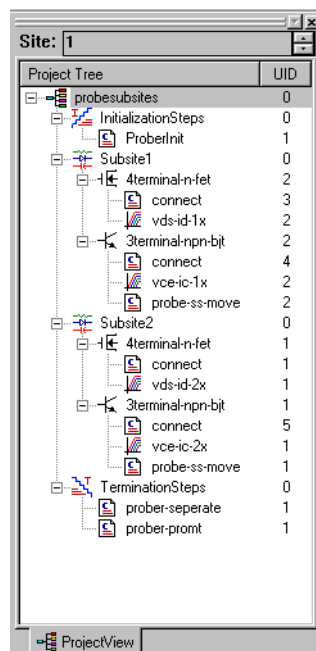 Site: 1
Project Tree UID
probesubsites 0
InitializationSteps 0
ProberInit 1
Subsite1 0
4terminal-n-fet 2
connect 3
vds-id-1x 2
3terminal-npn-bjt 2
connect 4
vce-ic-1x 2
probe-ss-move 2
Subsite2 0
4terminal-n-fet 1
connect 1
vds-id-2x 1
3terminal-npn-bjt 1
connect 5
vce-ic-2x 1
probe-ss-move 1
TerminationSteps 0
prober-seperate 1
prober-promt 1
ProjectView